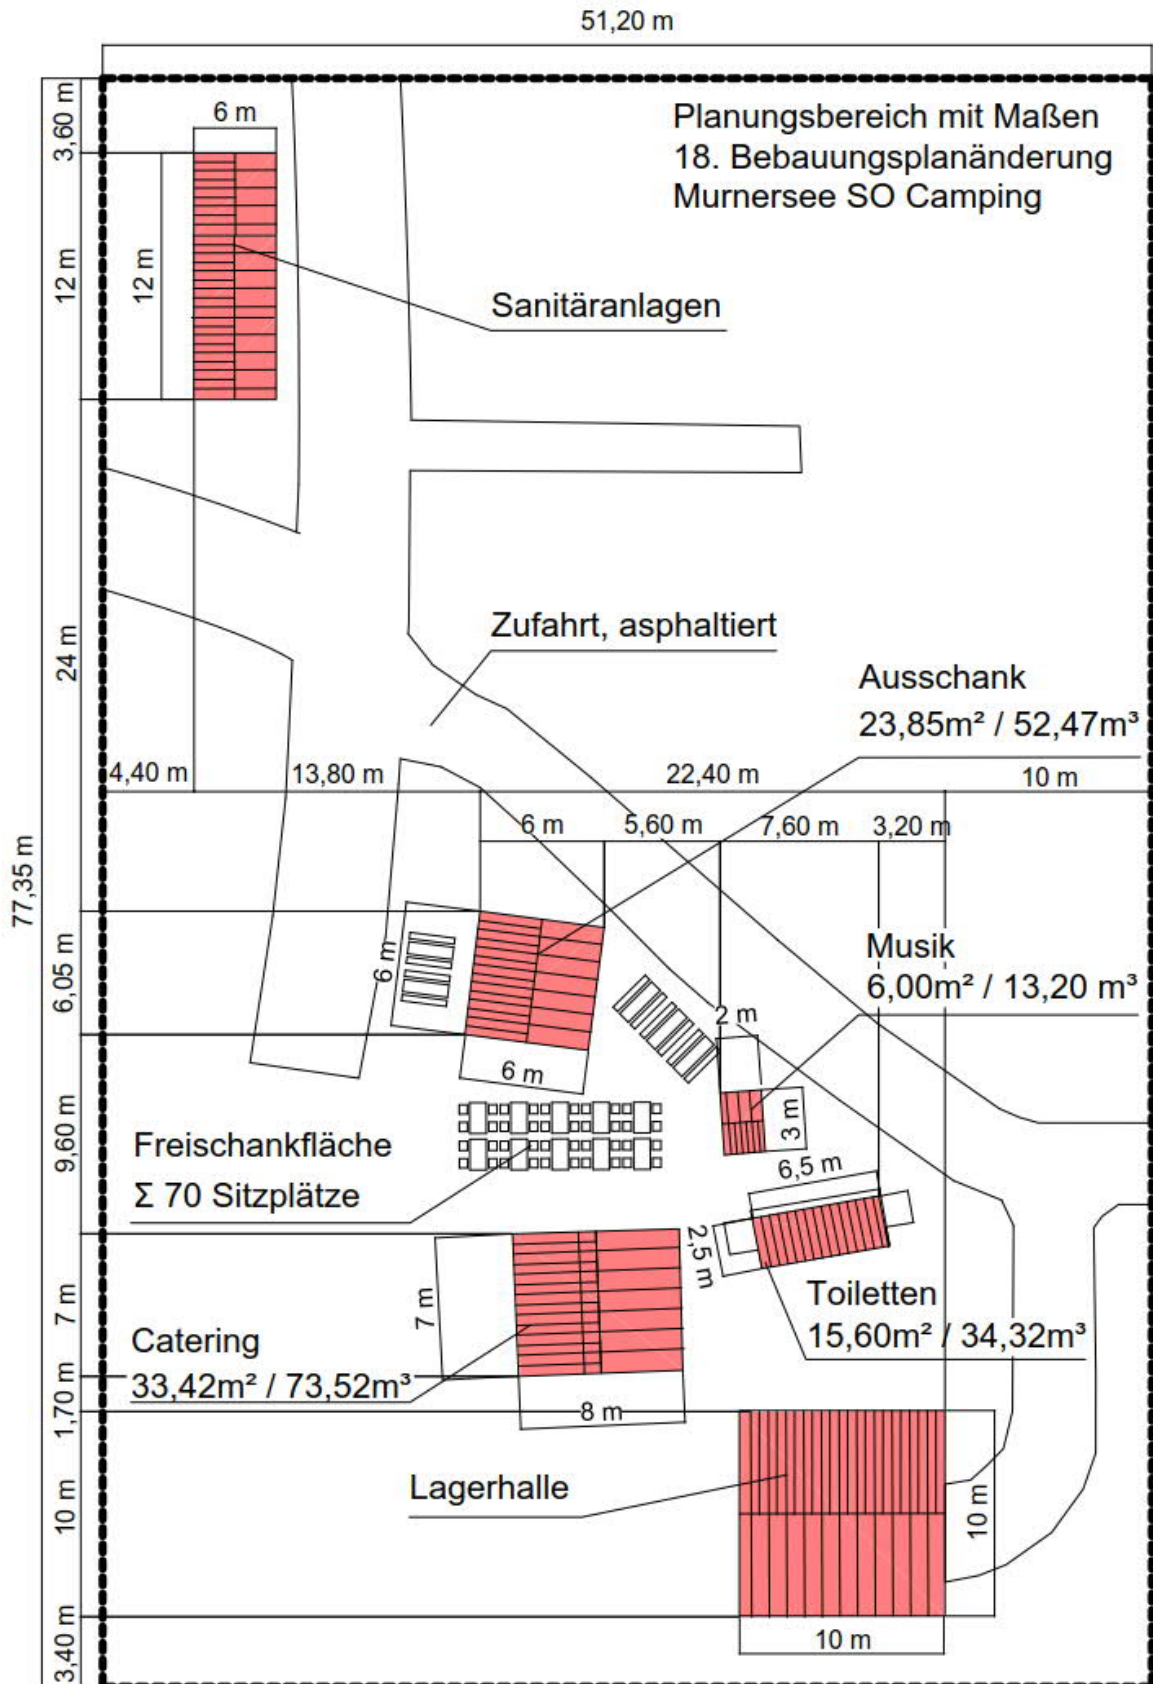 51,20 m
3,60 m
6 m
Planungsbereich mit Maßen
18. Bebauungsplanänderung
Murnersee SO Camping
12 m
12 m
Sanitäranlagen
24 m
Zufahrt, asphaltiert
Ausschank
23,85m² / 52,47m³
4,40 m
13,80 m
22,40 m
10 m
6 m
5,60 m
7,60 m
3,20 m
77,35 m
6,05 m
6 m
Musik
6,00m² / 13,20 m³
2 m
6 m
3 m
9,60 m
Freischankfläche
Σ 70 Sitzplätze
6,5 m
2,5 m
7 m
7 m
Toiletten
15,60m² / 34,32m³
Catering
33,42m² / 73,52m³
1,70 m
8 m
Lagerhalle
10 m
10 m
10 m
3,40 m